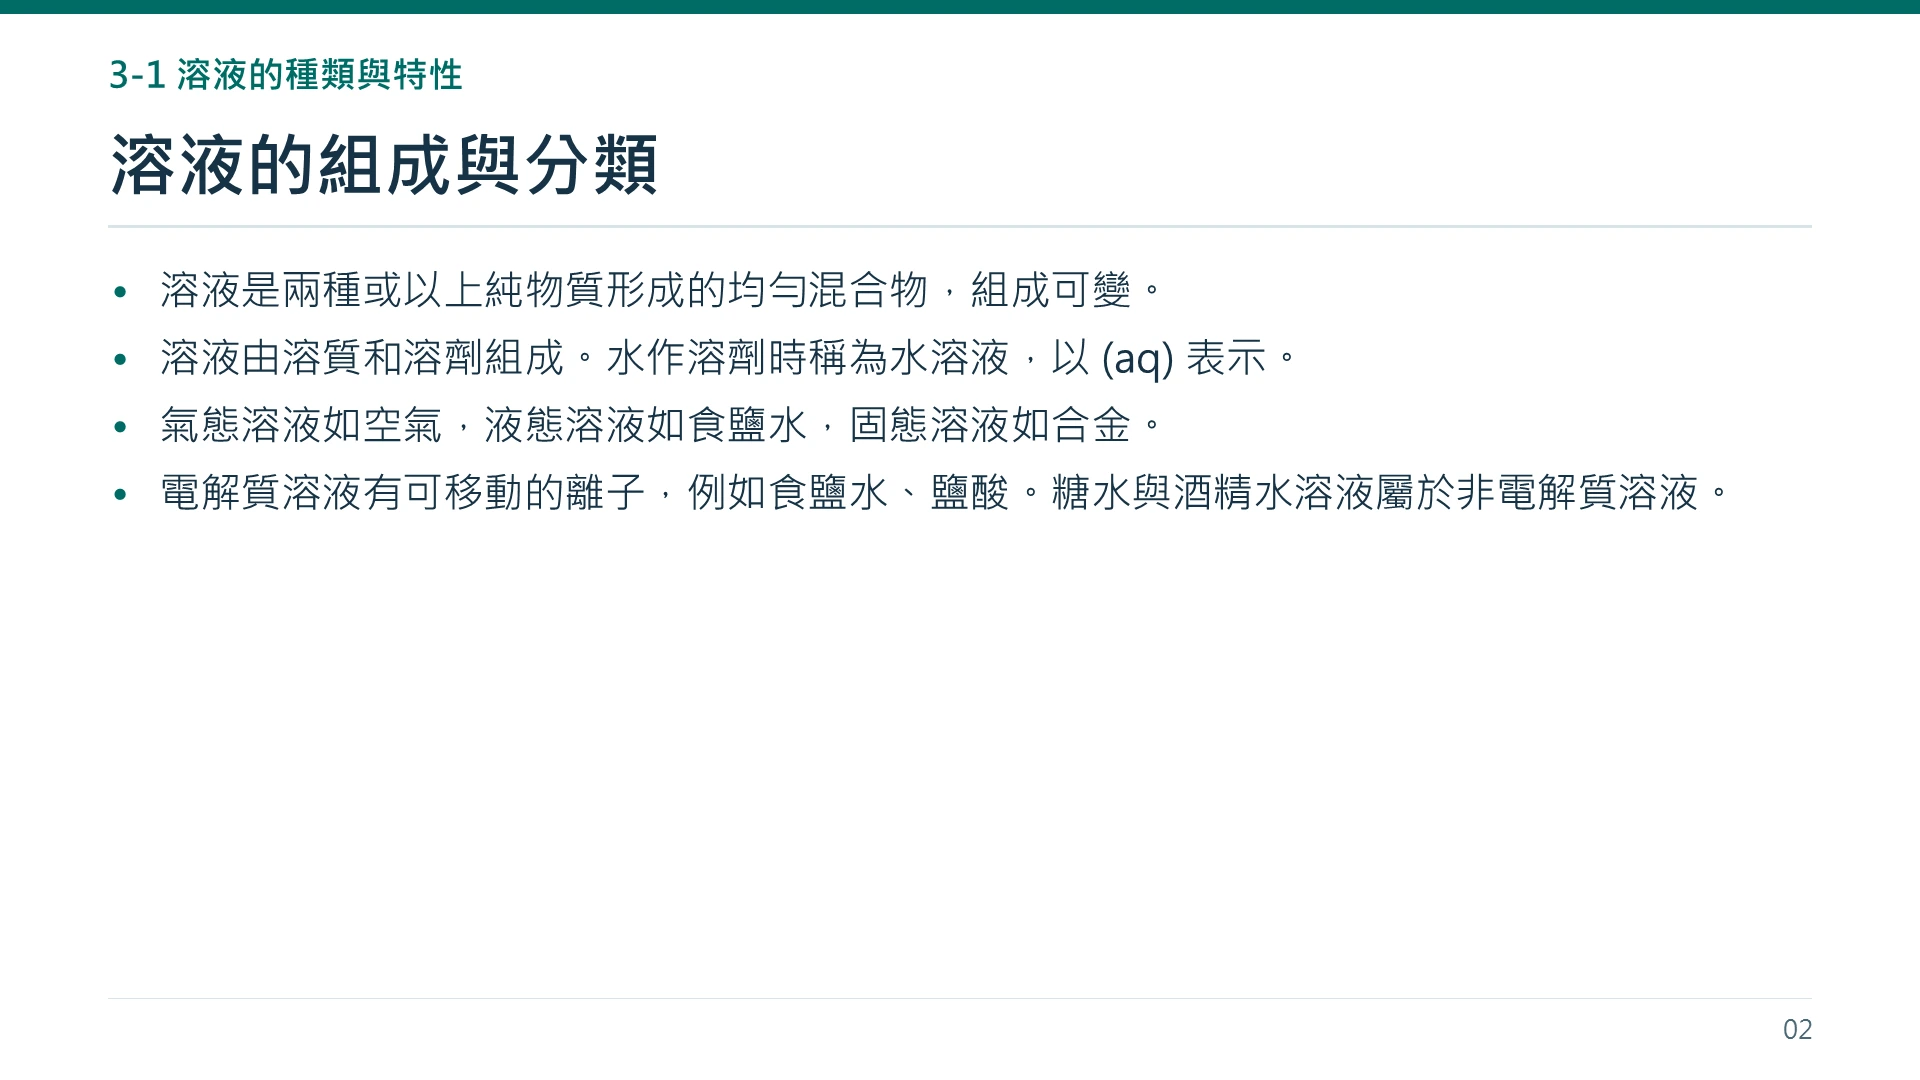 3-1 溶液的種類與特性
溶液的組成與分類
• 溶液是兩種或以上純物質形成的均勻混合物，組成可變。
• 溶液由溶質和溶劑組成。水作溶劑時稱為水溶液，以 (aq) 表示。
• 氣態溶液如空氣，液態溶液如食鹽水，固態溶液如合金。
• 電解質溶液有可移動的離子，例如食鹽水、鹽酸。糖水與酒精水溶液屬於非電解質溶液。
02